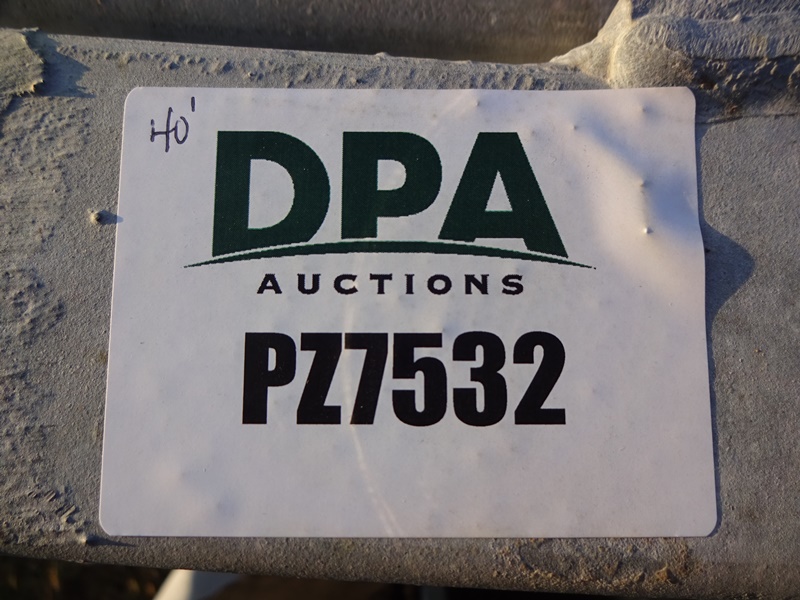 40'
DPA
AUCTIONS
PZ7532